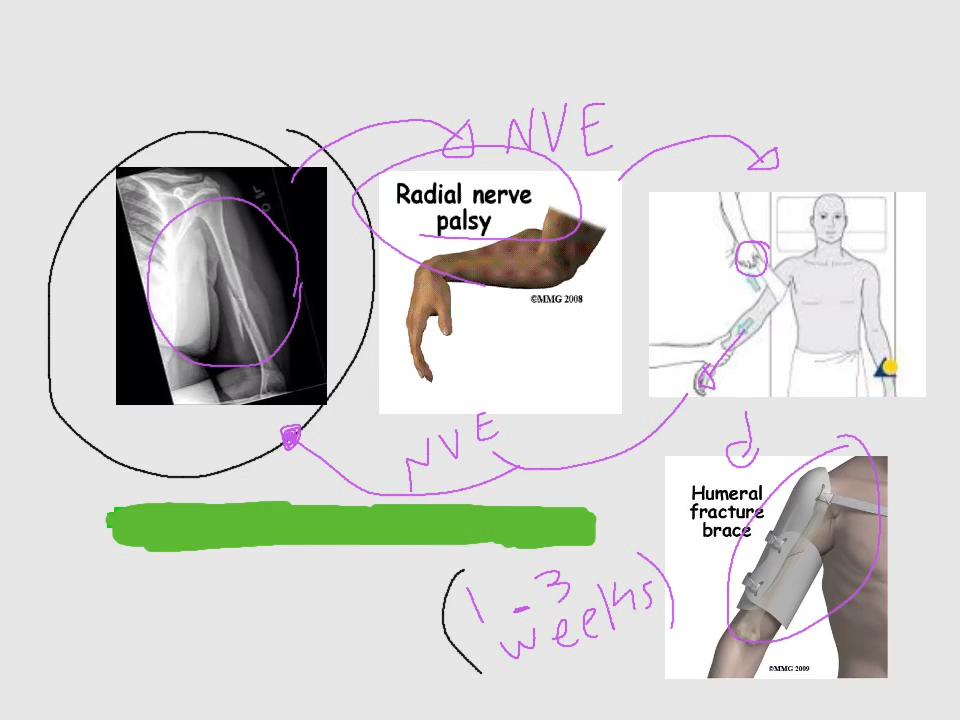 NVE
Radial nerve
palsy
©MMG 2008
NVE
Humeral
fracture
brace
(1 - 3
weeks)
©MMG 2009